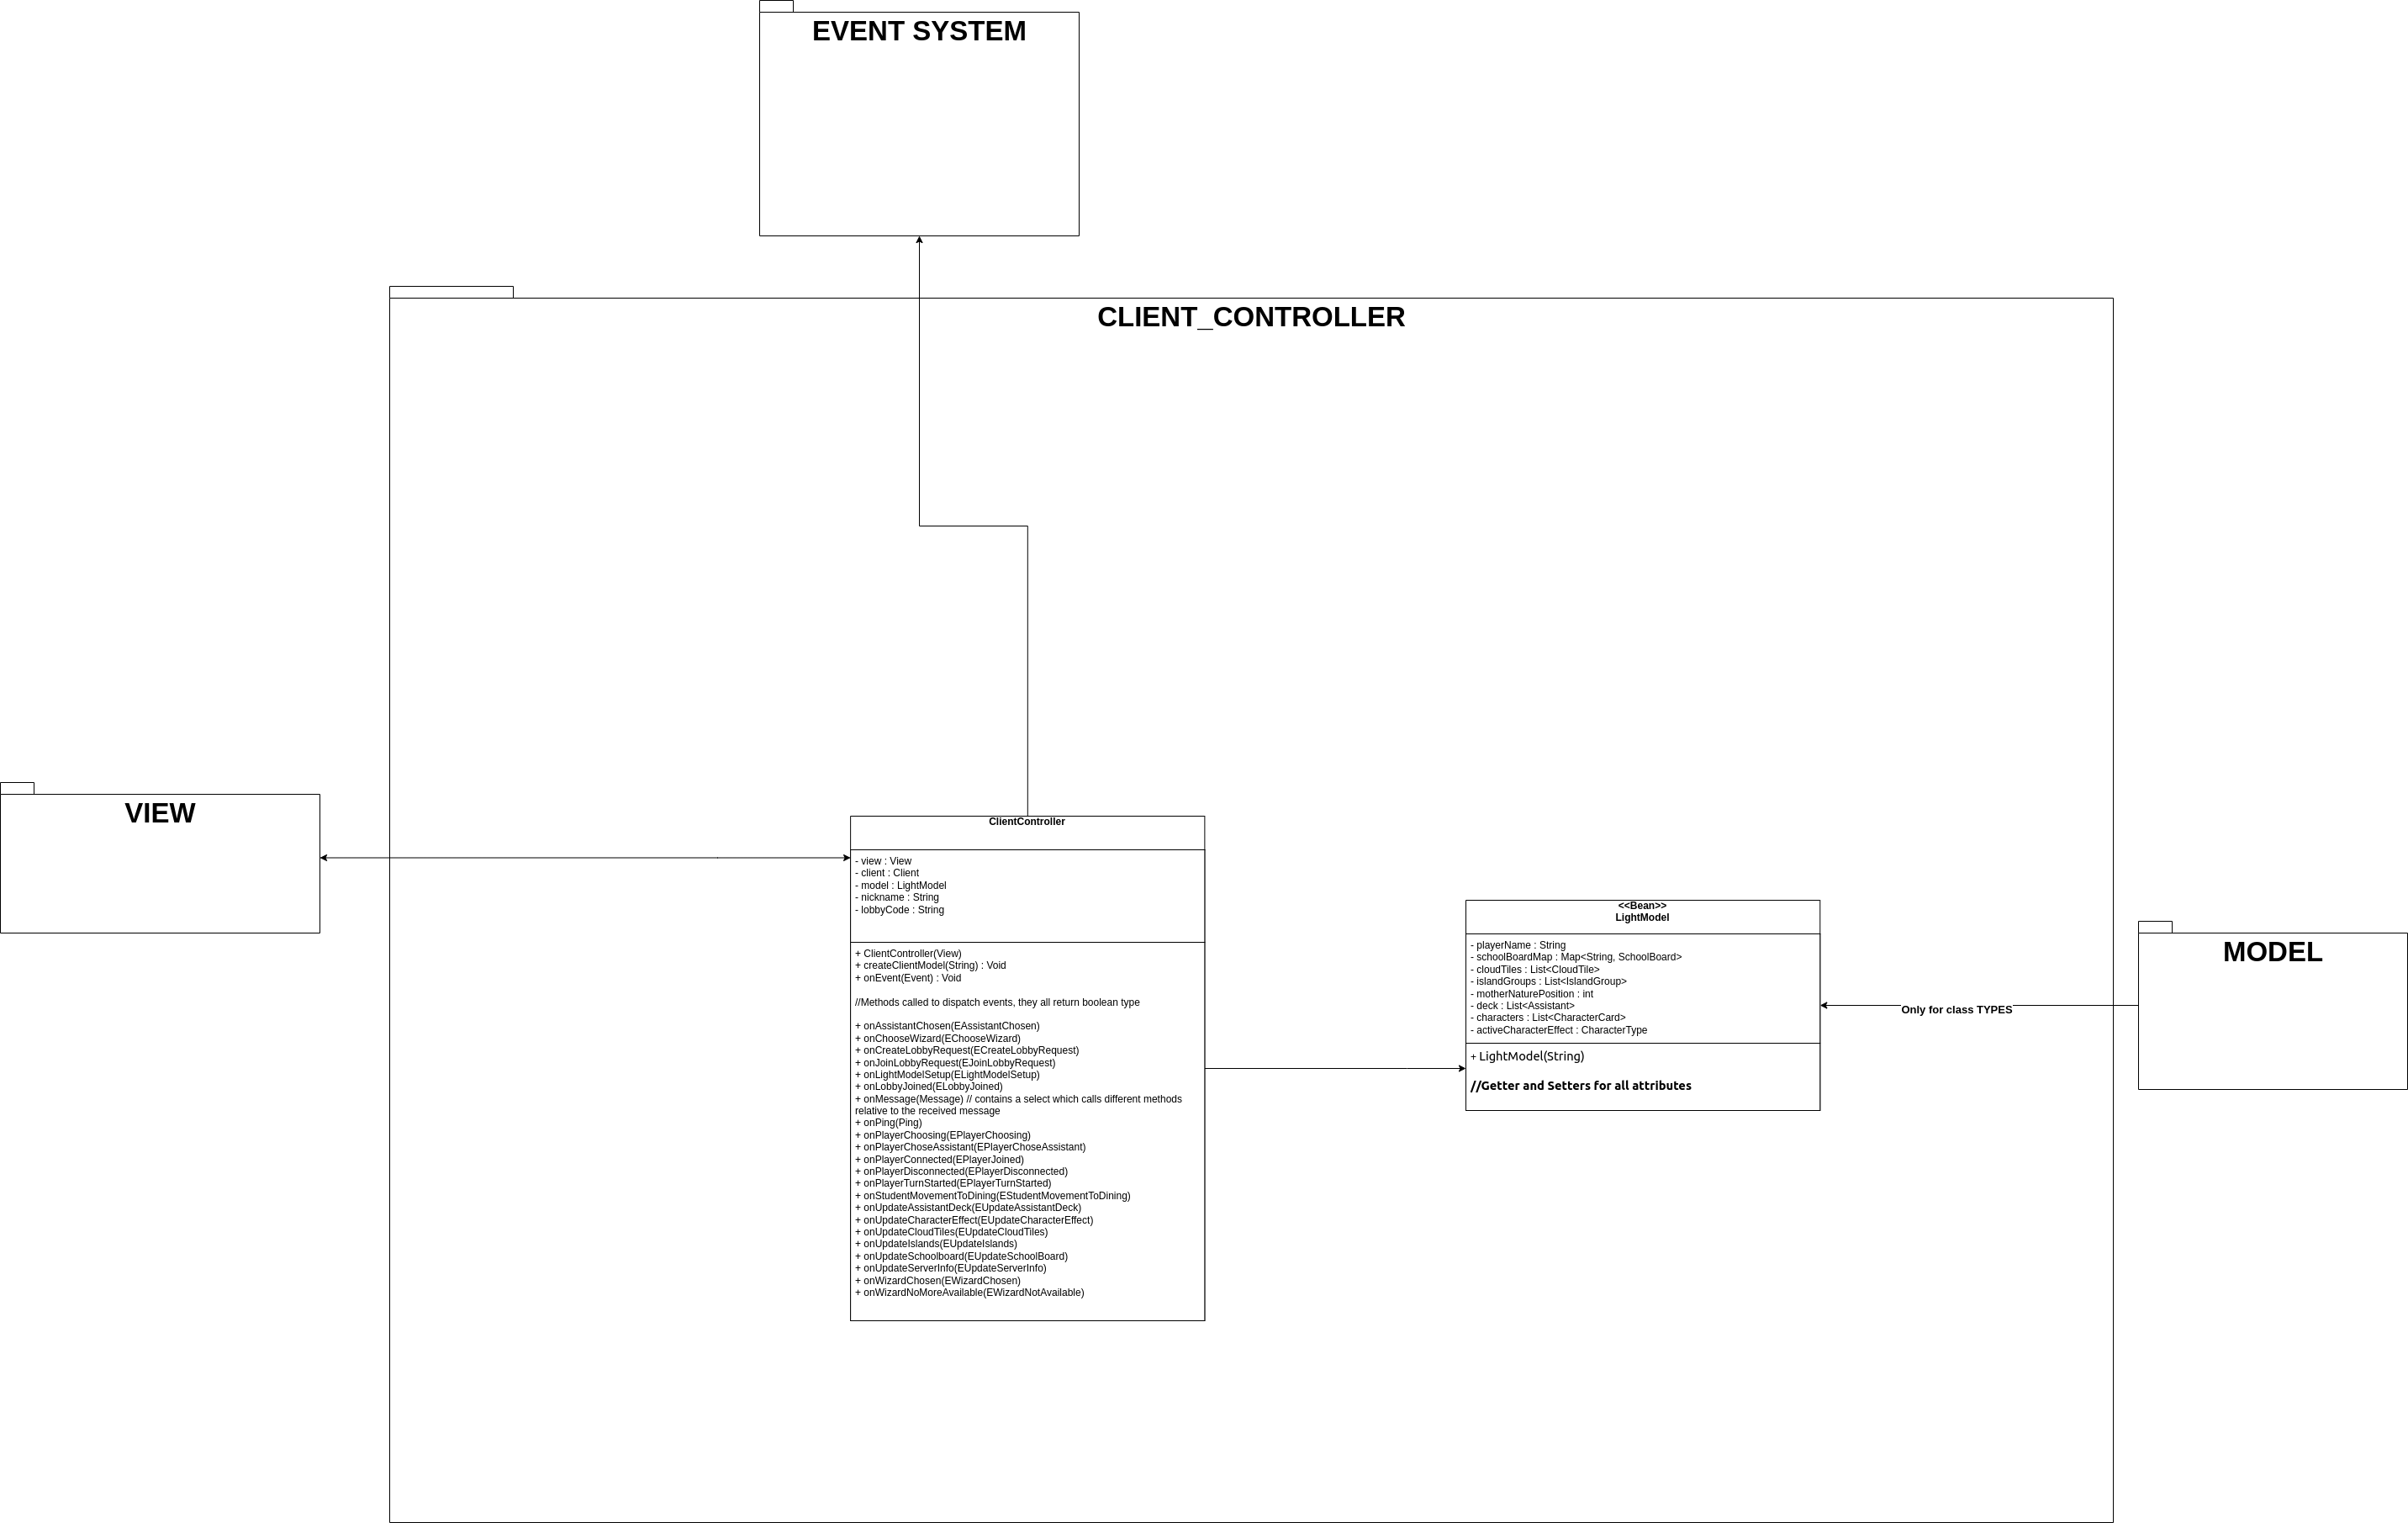 EVENT SYSTEM
CLIENT_CONTROLLER
VIEW
ClientController
- view : View
- client : Client
- model : LightModel
- nickname : String
- lobbyCode : String
+ ClientController(View)
+ createClientModel(String) : Void
+ onEvent(Event) : Void
//Methods called to dispatch events, they all return boolean type
+ onAssistantChosen(EAssistantChosen)
+ onChooseWizard(EChooseWizard)
+ onCreateLobbyRequest(ECreateLobbyRequest)
+ onJoinLobbyRequest(EJoinLobbyRequest)
+ onLightModelSetup(ELightModelSetup)
+ onLobbyJoined(ELobbyJoined)
+ onMessage(Message) // contains a select which calls different methods
relative to the received message
+ onPing(Ping)
+ onPlayerChoosing(EPlayerChoosing)
+ onPlayerChoseAssistant(EPlayerChoseAssistant)
+ onPlayerConnected(EPlayerJoined)
+ onPlayerDisconnected(EPlayerDisconnected)
+ onPlayerTurnStarted(EPlayerTurnStarted)
+ onStudentMovementToDining(EStudentMovementToDining)
+ onUpdateAssistantDeck(EUpdateAssistantDeck)
+ onUpdateCharacterEffect(EUpdateCharacterEffect)
+ onUpdateCloudTiles(EUpdateCloudTiles)
+ onUpdateIslands(EUpdateIslands)
+ onUpdateSchoolboard(EUpdateSchoolBoard)
+ onUpdateServerInfo(EUpdateServerInfo)
+ onWizardChosen(EWizardChosen)
+ onWizardNoMoreAvailable(EWizardNotAvailable)
<<Bean>>
LightModel
- playerName : String
- schoolBoardMap : Map<String, SchoolBoard>
- cloudTiles : List<CloudTile>
- islandGroups : List<IslandGroup>
- motherNaturePosition : int
- deck : List<Assistant>
- characters : List<CharacterCard>
- activeCharacterEffect : CharacterType
+ LightModel(String)
//Getter and Setters for all attributes
Only for class TYPES
MODEL